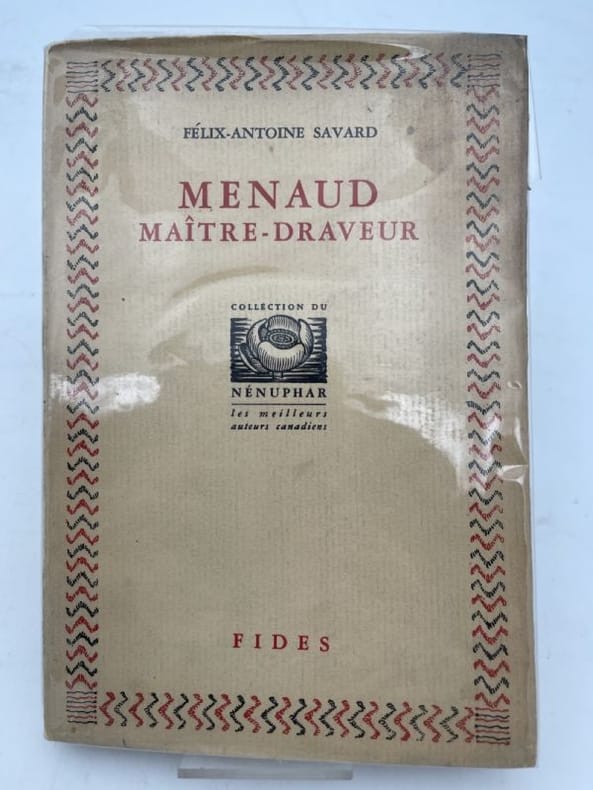 FÉLIX-ANTOINE SAVARD
MENAUD
MAÎTRE-DRAVEUR
COLLECTION DU
NÉNUPHAR
les meilleurs
auteurs canadiens
FIDES